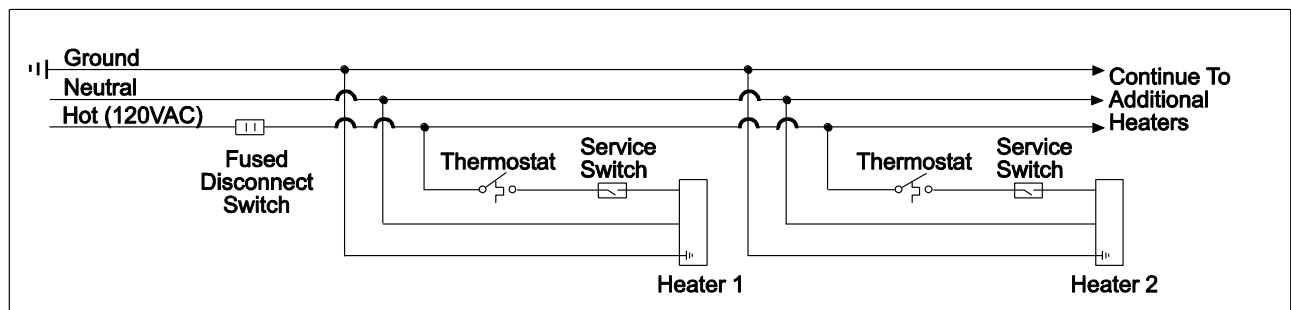 Ground
Neutral
Hot (120VAC)
Fused
Disconnect
Switch
Thermostat
Service
Switch
Heater 1
Thermostat
Service
Switch
Heater 2
Continue To
Additional
Heaters